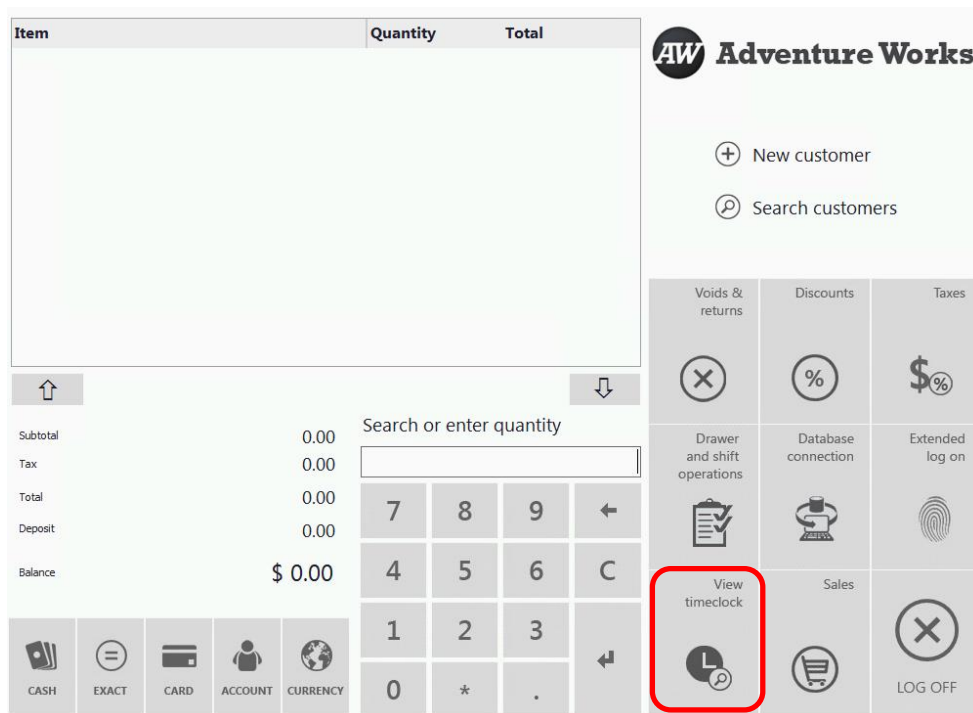 Item Quantity Total
AW Adventure Works
New customer
Search customers
Voids &
returns
Discounts
Taxes
Search or enter quantity
Subtotal 0.00
Tax 0.00
Total 0.00
Deposit 0.00
Balance $ 0.00
7 8 9
4 5 6 C
1 2 3
0 * .
Drawer
and shift
operations
Database
connection
Extended
log on
View
timeclock
Sales
LOG OFF
CASH EXACT CARD ACCOUNT CURRENCY